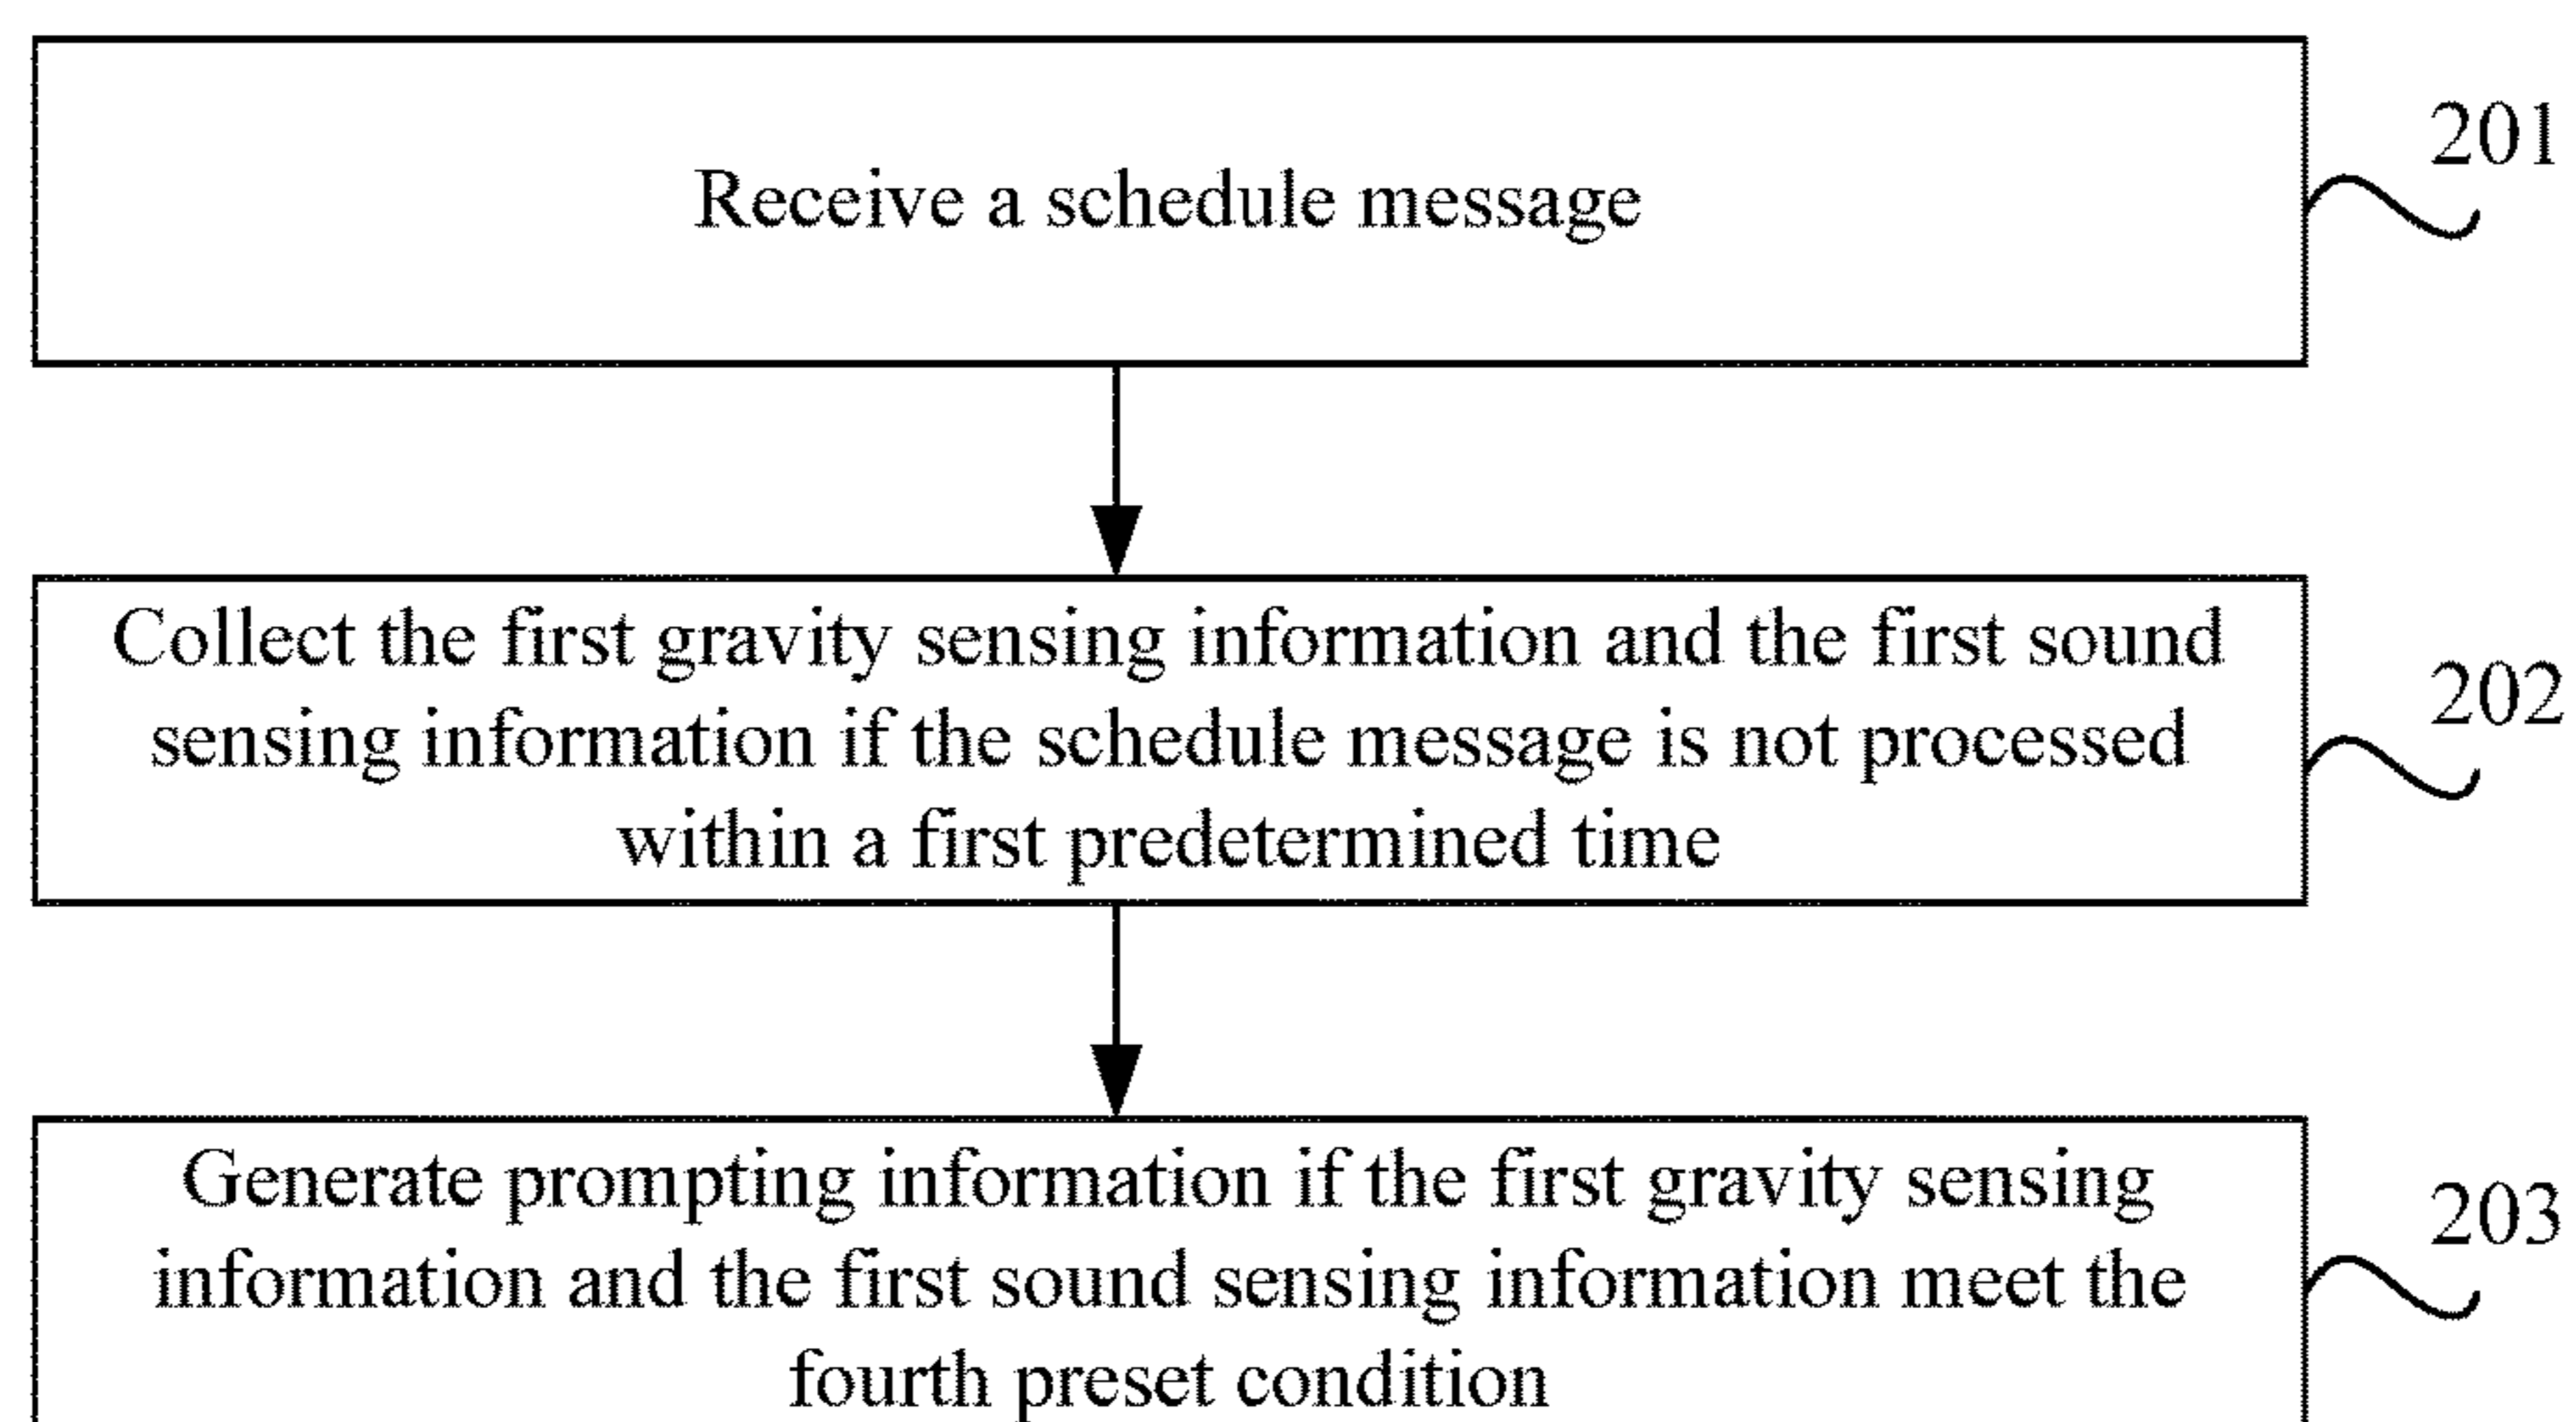 Receive a schedule message
201
Collect the first gravity sensing information and the first sound
sensing information if the schedule message is not processed
within a first predetermined time
202
Generate prompting information if the first gravity sensing
information and the first sound sensing information meet the
fourth preset condition
203